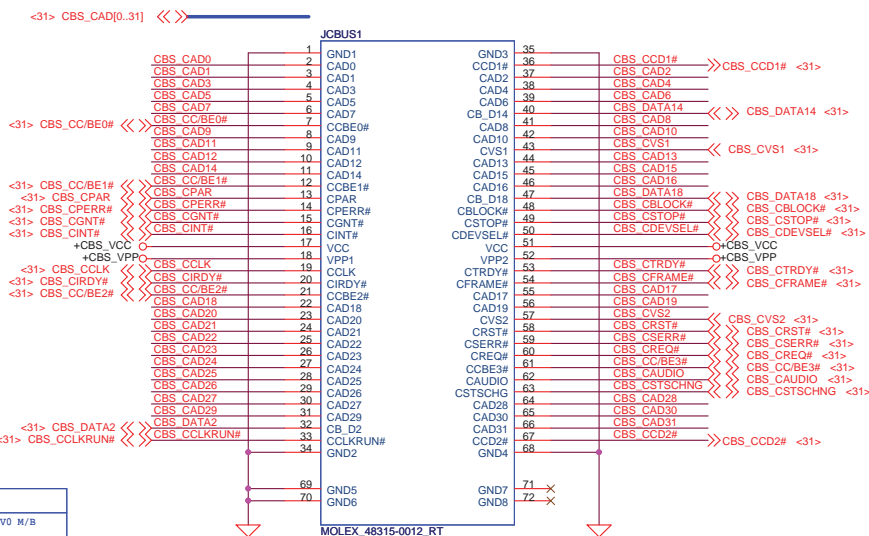 <31> CBS_CAD[0..31]
JCBUS1
1 GND1 GND3 35
CBS_CAD0 2 CAD0 CCD1# 36 CBS_CCD1# CBS_CCD1# <31>
CBS_CAD1 3 CAD1 CAD2 37 CBS_CAD2
CBS_CAD3 4 CAD3 CAD4 38 CBS_CAD4
CBS_CAD5 5 CAD5 CAD6 39 CBS_CAD6
CBS_CAD7 6 CAD7 CB_D14 40 CBS_DATA14 CBS_DATA14 <31>
<31> CBS_CC/BE0# CBS_CC/BE0# 7 CCBE0# CAD8 41 CBS_CAD8
CBS_CAD9 8 CAD9 CAD10 42 CBS_CAD10
CBS_CAD11 9 CAD11 CVS1 43 CBS_CVS1 CBS_CVS1 <31>
CBS_CAD12 10 CAD12 CAD13 44 CBS_CAD13
CBS_CAD14 11 CAD14 CAD15 45 CBS_CAD15
<31> CBS_CC/BE1# CBS_CC/BE1# 12 CCBE1# CAD16 46 CBS_CAD16
<31> CBS_CPAR CBS_CPAR 13 CPAR CB_D18 47 CBS_DATA18 CBS_DATA18 <31>
<31> CBS_CPERR# CBS_CPERR# 14 CPERR# CBLOCK# 48 CBS_CBLOCK# CBS_CBLOCK# <31>
<31> CBS_CGNT# CBS_CGNT# 15 CGNT# CSTOP# 49 CBS_CSTOP# CBS_CSTOP# <31>
<31> CBS_CINT# CBS_CINT# 16 CINT# CDEVSEL# 50 CBS_CDEVSEL# CBS_CDEVSEL# <31>
+CBS_VCC 17 VCC VCC 51 +CBS_VCC
+CBS_VPP 18 VPP1 VPP2 52 +CBS_VPP
<31> CBS_CCLK CBS_CCLK 19 CCLK CTRDY# 53 CBS_CTRDY# CBS_CTRDY# <31>
<31> CBS_CIRDY# CBS_CIRDY# 20 CIRDY# CFRAME# 54 CBS_CFRAME# CBS_CFRAME# <31>
<31> CBS_CC/BE2# CBS_CC/BE2# 21 CCBE2# CAD17 55 CBS_CAD17
CBS_CAD18 22 CAD18 CAD19 56 CBS_CAD19
CBS_CAD20 23 CAD20 CVS2 57 CBS_CVS2 CBS_CVS2 <31>
CBS_CAD21 24 CAD21 CRST# 58 CBS_CRST# CBS_CRST# <31>
CBS_CAD22 25 CAD22 CSERR# 59 CBS_CSERR# CBS_CSERR# <31>
CBS_CAD23 26 CAD23 CREQ# 60 CBS_CREQ# CBS_CREQ# <31>
CBS_CAD24 27 CAD24 CCBE3# 61 CBS_CC/BE3# CBS_CC/BE3# <31>
CBS_CAD25 28 CAD25 CAUDIO 62 CBS_CAUDIO CBS_CAUDIO <31>
CBS_CAD26 29 CAD26 CSTSCHG 63 CBS_CSTSCHNG CBS_CSTSCHNG <31>
CBS_CAD27 30 CAD27 CAD28 64 CBS_CAD28
CBS_CAD29 31 CAD29 CAD30 65 CBS_CAD30
<31> CBS_DATA2 CBS_DATA2 32 CB_D2 CAD31 66 CBS_CAD31
<31> CBS_CCLKRUN# CBS_CCLKRUN# 33 CCLKRUN# CCD2# 67 CBS_CCD2# CBS_CCD2# <31>
34 GND2 GND4 68
69 GND5 GND7 71
70 GND6 GND8 72
V0 M/B
MOLEX_48315-0012_RT